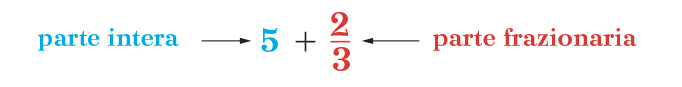 parte intera → 5 + 2/3 ← parte frazionaria